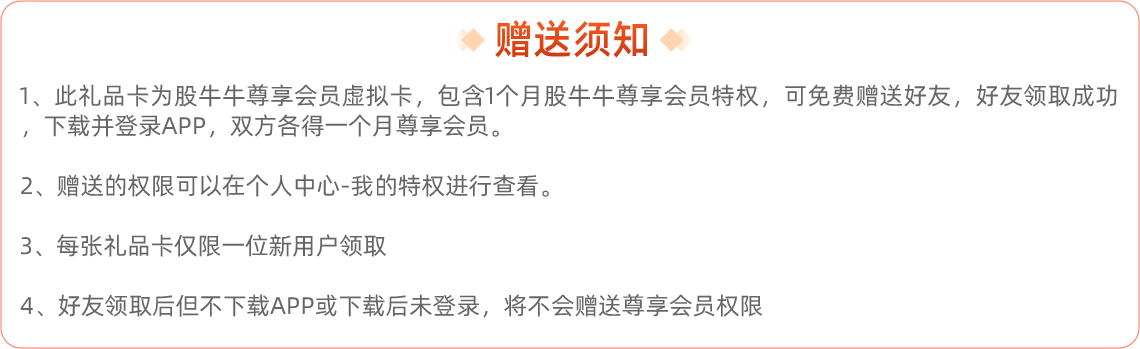 赠送须知
1、此礼品卡为股牛牛尊享会员虚拟卡，包含1个月股牛牛尊享会员特权，可免费赠送好友，好友领取成功
，下载并登录APP，双方各得一个月尊享会员。
2、赠送的权限可以在个人中心-我的特权进行查看。
3、每张礼品卡仅限一位新用户领取
4、好友领取后但不下载APP或下载后未登录，将不会赠送尊享会员权限